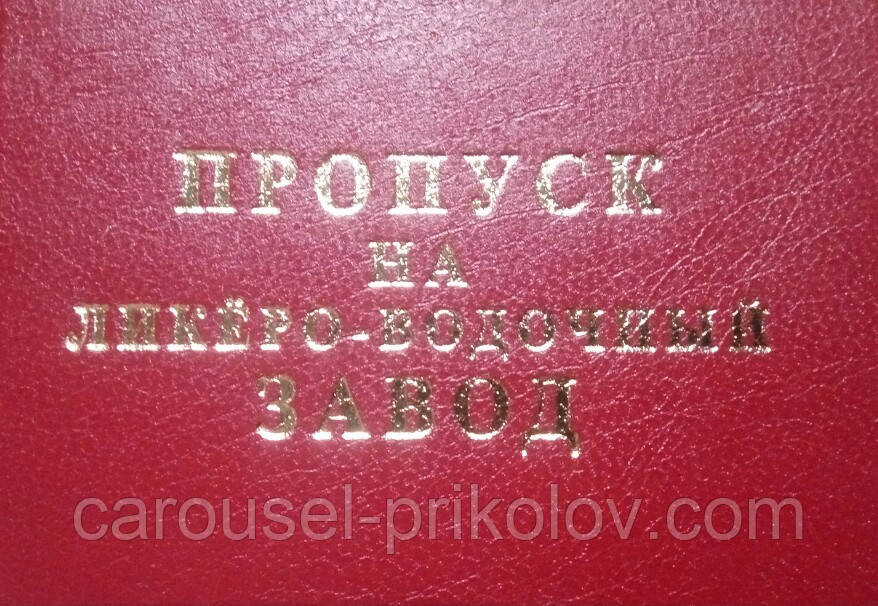 ПРОПУСК
НА
ЛИКЁРО-ВОДОЧНЫЙ
ЗАВОД
carousel-prikolov.com